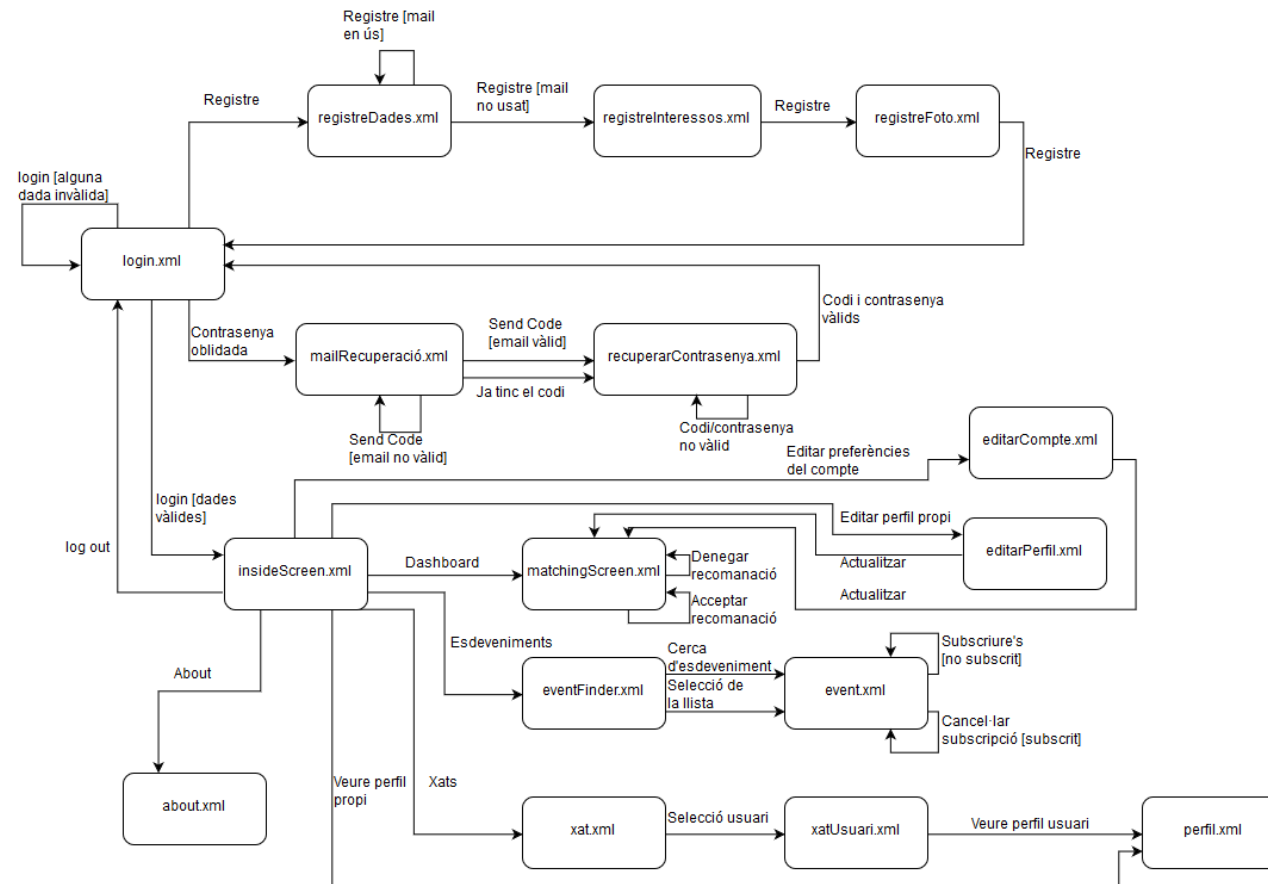 Registre [mail
en ús]
Registre
registreDades.xml
Registre [mail
no usat]
registreInteressos.xml
Registre
registreFoto.xml
Registre
login [alguna
dada invàlida]
login.xml
Contrasenya
oblidada
mailRecuperació.xml
Send Code
[email vàlid]
Ja tinc el codi
recuperarContrasenya.xml
Codi i contrasenya
vàlids
Send Code
[email no vàlid]
Codi/contrasenya
no vàlid
Editar preferències
del compte
editarCompte.xml
login [dades
vàlides]
log out
Editar perfil propi
editarPerfil.xml
insideScreen.xml
Dashboard
matchingScreen.xml
Denegar
recomanació
Acceptar
recomanació
Actualitzar
Actualitzar
Esdeveniments
About
eventFinder.xml
Cerca
d'esdeveniment
Selecció de
la llista
event.xml
Subscriure's
[no subscrit]
Cancel·lar
subscripció [subscrit]
about.xml
Veure perfil
propi
Xats
xat.xml
Selecció usuari
xatUsuari.xml
Veure perfil usuari
perfil.xml